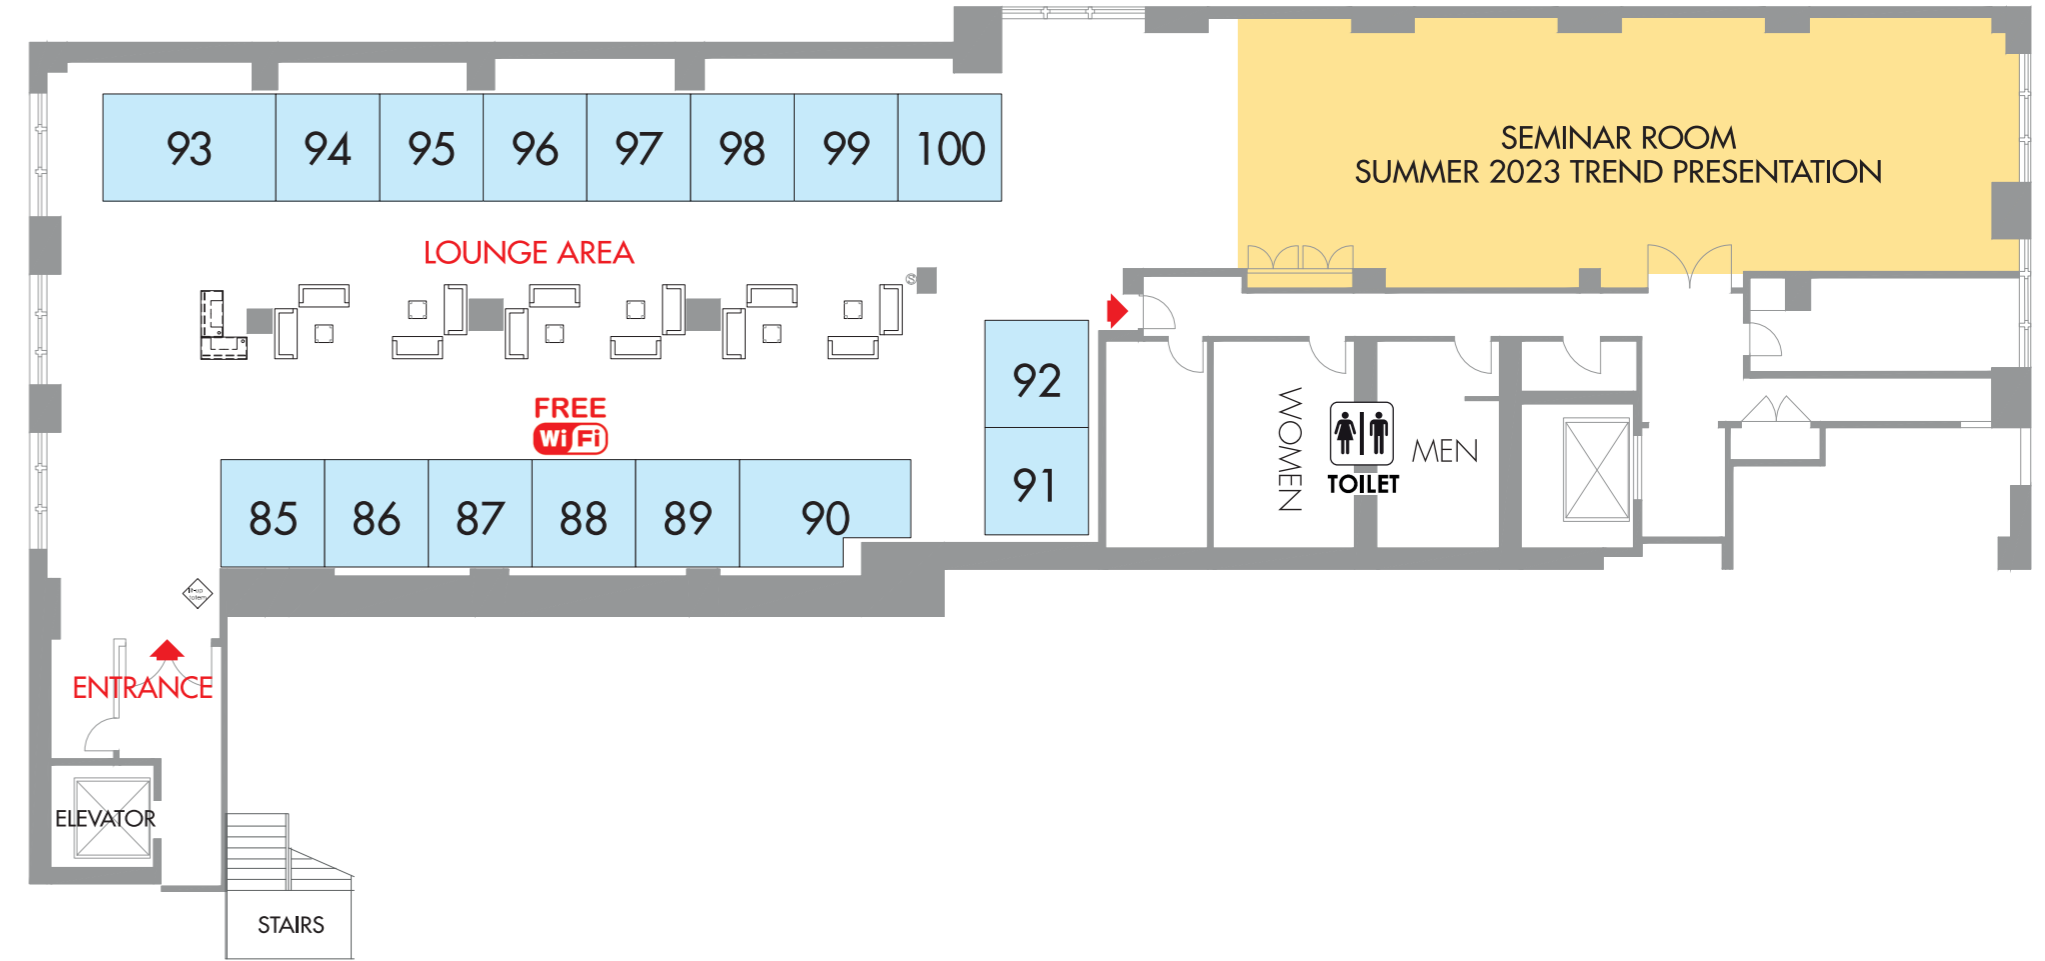 SEMINAR ROOM
SUMMER 2023 TREND PRESENTATION
93
94
95
96
97
98
99
100
LOUNGE AREA
S
92
91
FREE
Wi Fi
85
86
87
88
89
90
WOMEN
TOILET
MEN
ENTRANCE
ELEVATOR
STAIRS